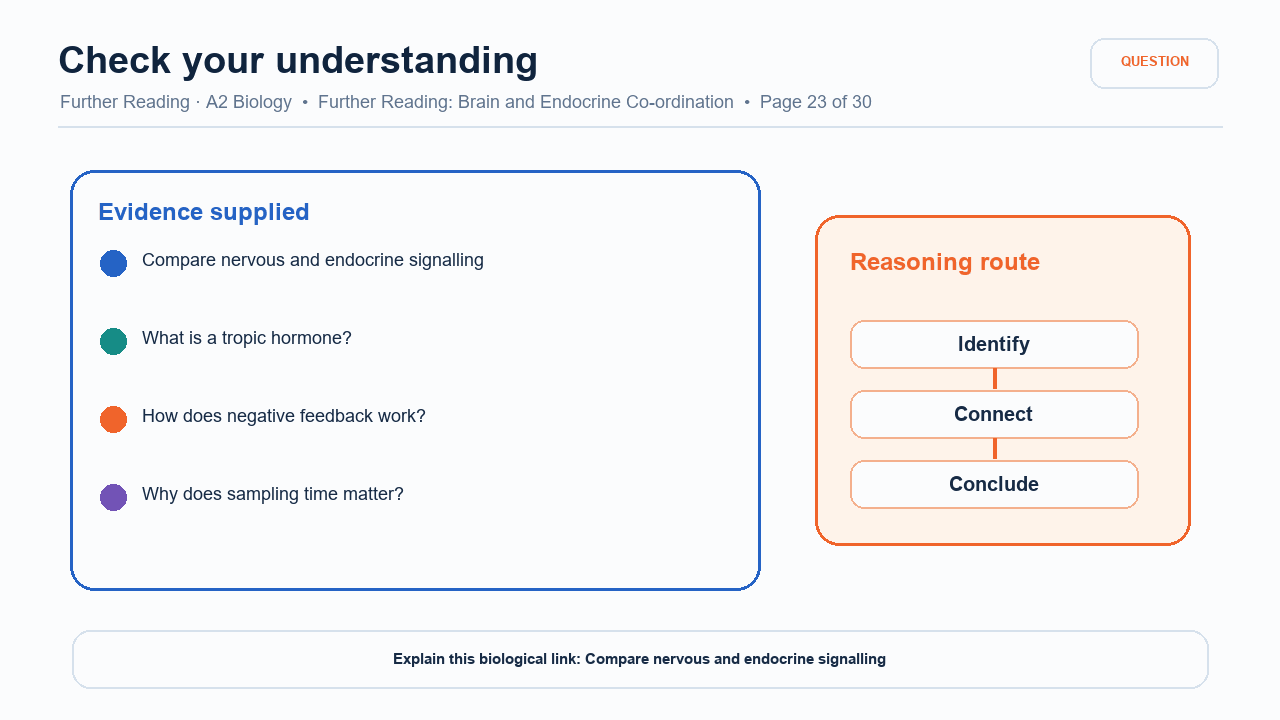 Check your understanding
QUESTION
Further Reading · A2 Biology • Further Reading: Brain and Endocrine Co-ordination • Page 23 of 30
Evidence supplied
Compare nervous and endocrine signalling
What is a tropic hormone?
How does negative feedback work?
Why does sampling time matter?
Reasoning route
Identify
Connect
Conclude
Explain this biological link: Compare nervous and endocrine signalling